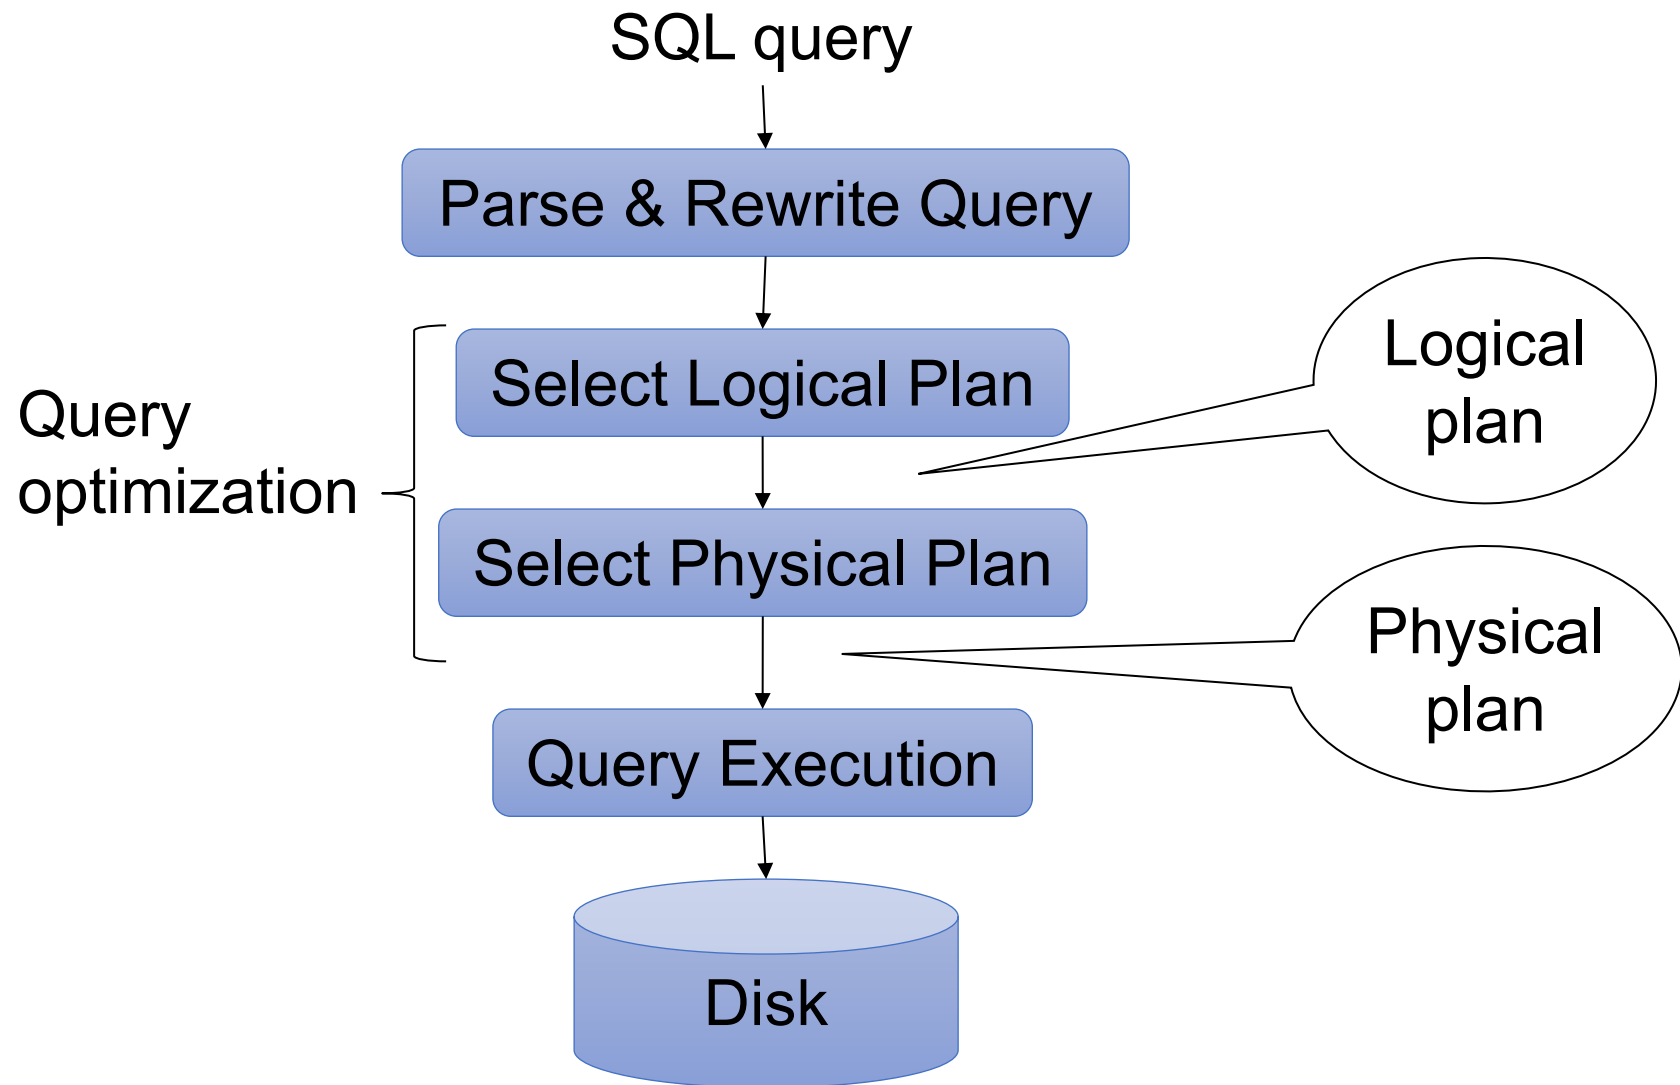 SQL query
Parse & Rewrite Query
Select Logical Plan
Logical
plan
Query
optimization
Select Physical Plan
Physical
plan
Query Execution
Disk